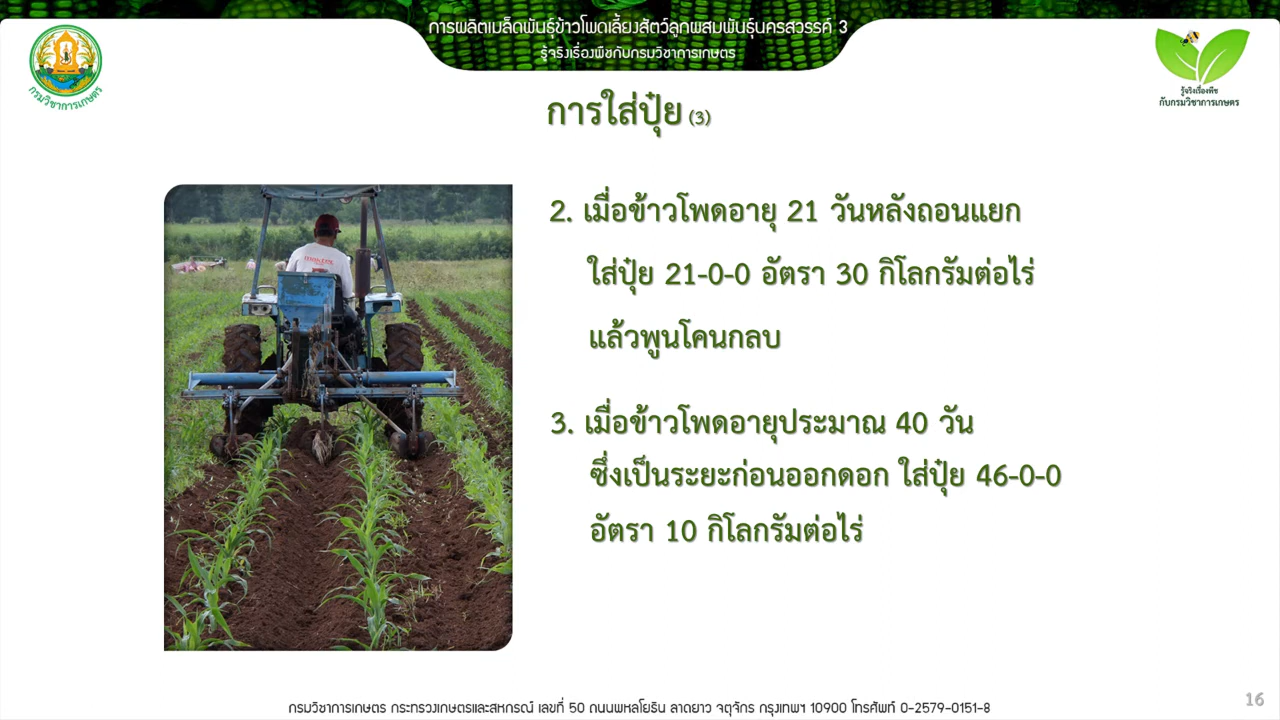 การผลิตเมล็ดพันธุ์ข้าวโพดเลี้ยงสัตว์ลูกผสมพันธุ์นครสวรรค์ 3
รู้จริงเรื่องพืชกับกรมวิชาการเกษตร
กรมวิชาการเกษตร
รู้จริงเรื่องพืช
กับกรมวิชาการเกษตร
การใส่ปุ๋ย (3)
2. เมื่อข้าวโพดอายุ 21 วันหลังถอนแยก
ใส่ปุ๋ย 21-0-0 อัตรา 30 กิโลกรัมต่อไร่
แล้วพูนโคนกลบ
3. เมื่อข้าวโพดอายุประมาณ 40 วัน
ซึ่งเป็นระยะก่อนออกดอก ใส่ปุ๋ย 46-0-0
อัตรา 10 กิโลกรัมต่อไร่
กรมวิชาการเกษตร กระทรวงเกษตรและสหกรณ์ เลขที่ 50 ถนนพหลโยธิน ลาดยาว จตุจักร กรุงเทพฯ 10900 โทรศัพท์ 0-2579-0151-8
16